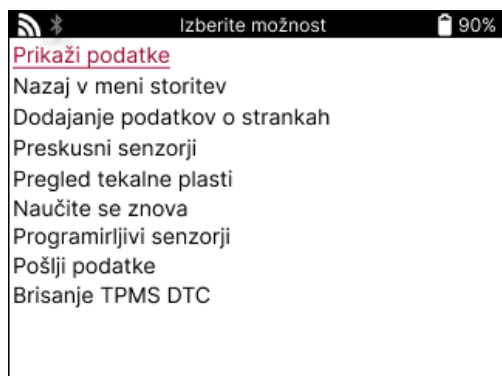 Izberite možnost 90%
Prikaži podatke
Nazaj v meni storitev
Dodajanje podatkov o strankah
Preskusni senzorji
Pregled tekalne plasti
Naučite se znova
Programirljivi senzorji
Pošlji podatke
Brisanje TPMS DTC